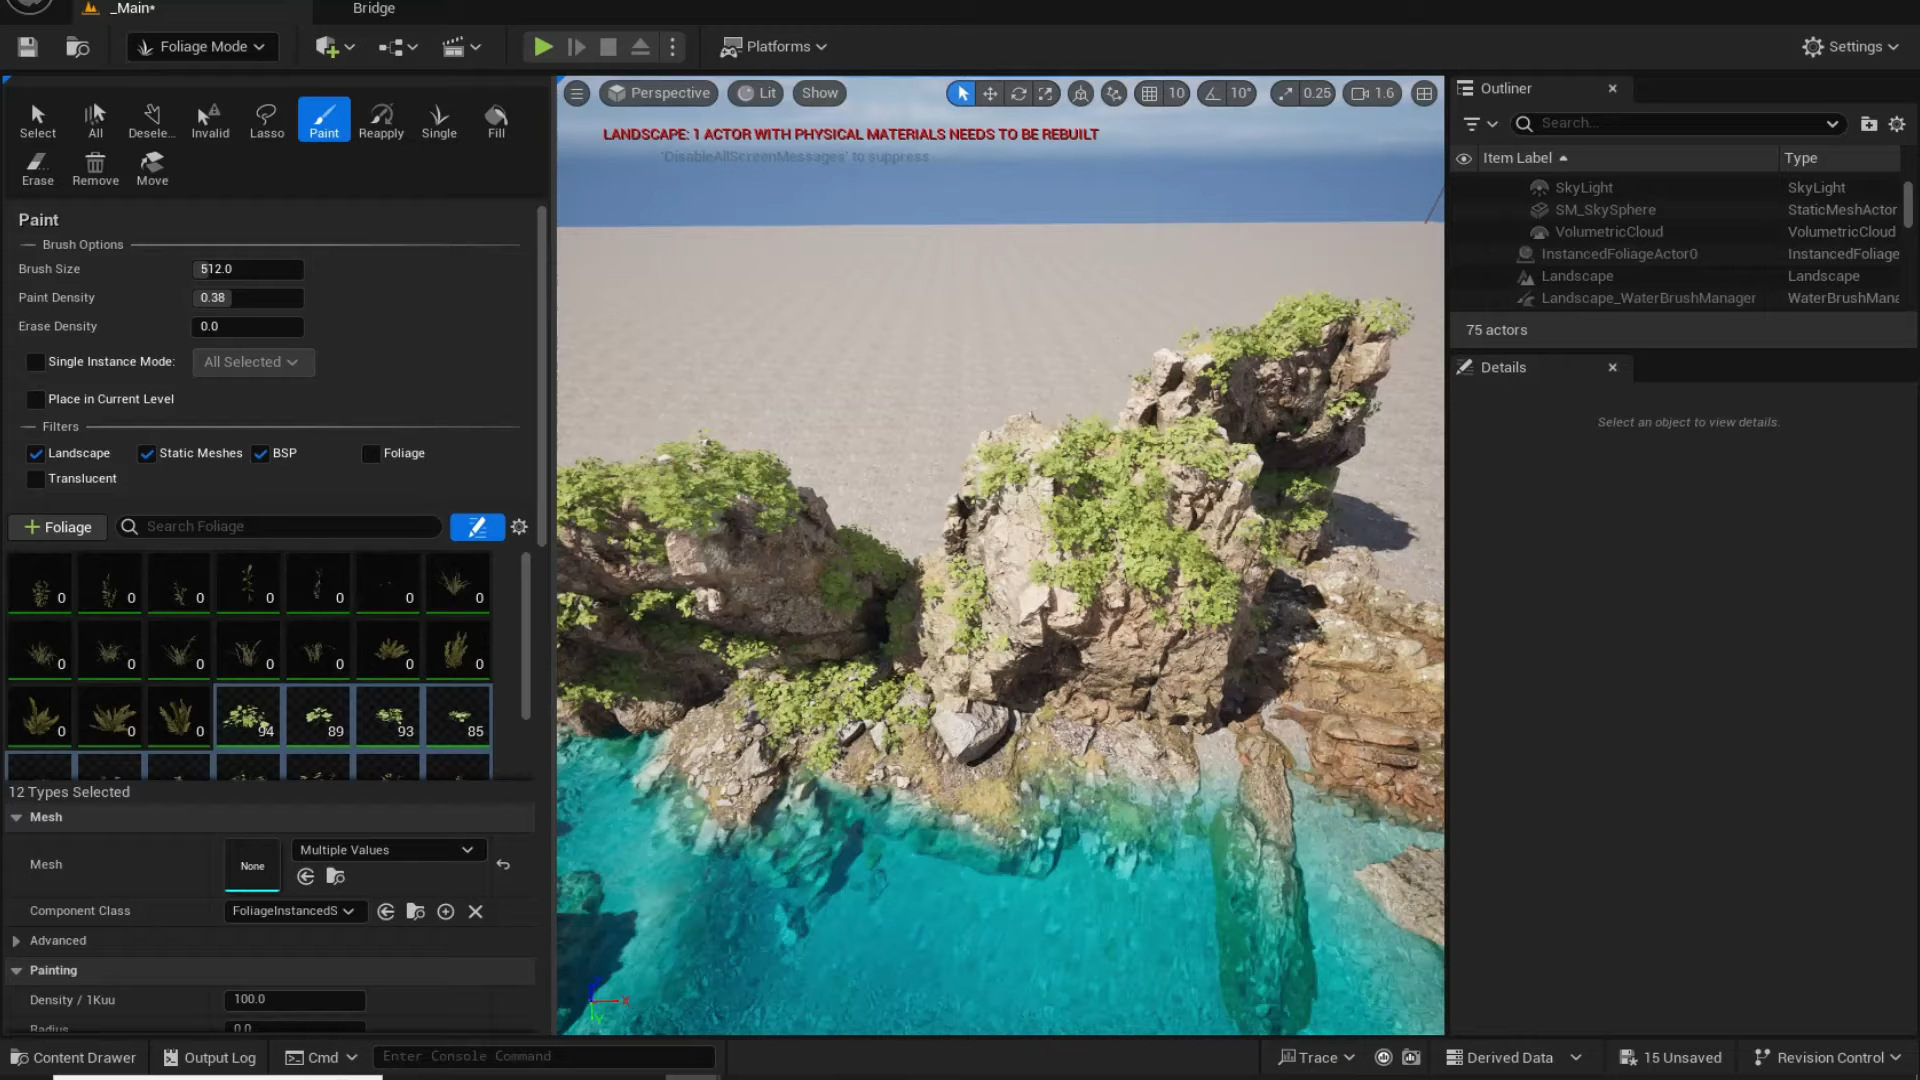 _Main*
Bridge
Foliage Mode
Platforms
Settings
Select
All
Desele...
Invalid
Lasso
Paint
Reapply
Single
Fill
Erase
Remove
Move
Paint
Brush Options
Brush Size
512.0
Paint Density
0.38
Erase Density
0.0
Single Instance Mode:
All Selected
Place in Current Level
Filters
Landscape
Static Meshes
BSP
Foliage
Translucent
Foliage
Search Foliage
0 0 0 0 0 0 0
0 0 0 0 0 0 0
0 0 0 94 89 93 85
12 Types Selected
Mesh
Mesh
None
Multiple Values
Component Class
FoliageInstancedS
Advanced
Painting
Density / 1Kuu
100.0
Radius
0.0
Perspective
Lit
Show
10
10°
0.25
1.6
LANDSCAPE: 1 ACTOR WITH PHYSICAL MATERIALS NEEDS TO BE REBUILT
'DisableAllScreenMessages' to suppress
X
Y
Outliner
Search...
Item Label
Type
SkyLight
SkyLight
SM_SkySphere
StaticMeshActor
VolumetricCloud
VolumetricCloud
InstancedFoliageActor0
InstancedFoliage
Landscape
Landscape
Landscape_WaterBrushManager
WaterBrushMana
75 actors
Details
Select an object to view details.
Content Drawer
Output Log
Cmd
Enter Console Command
Trace
Derived Data
15 Unsaved
Revision Control